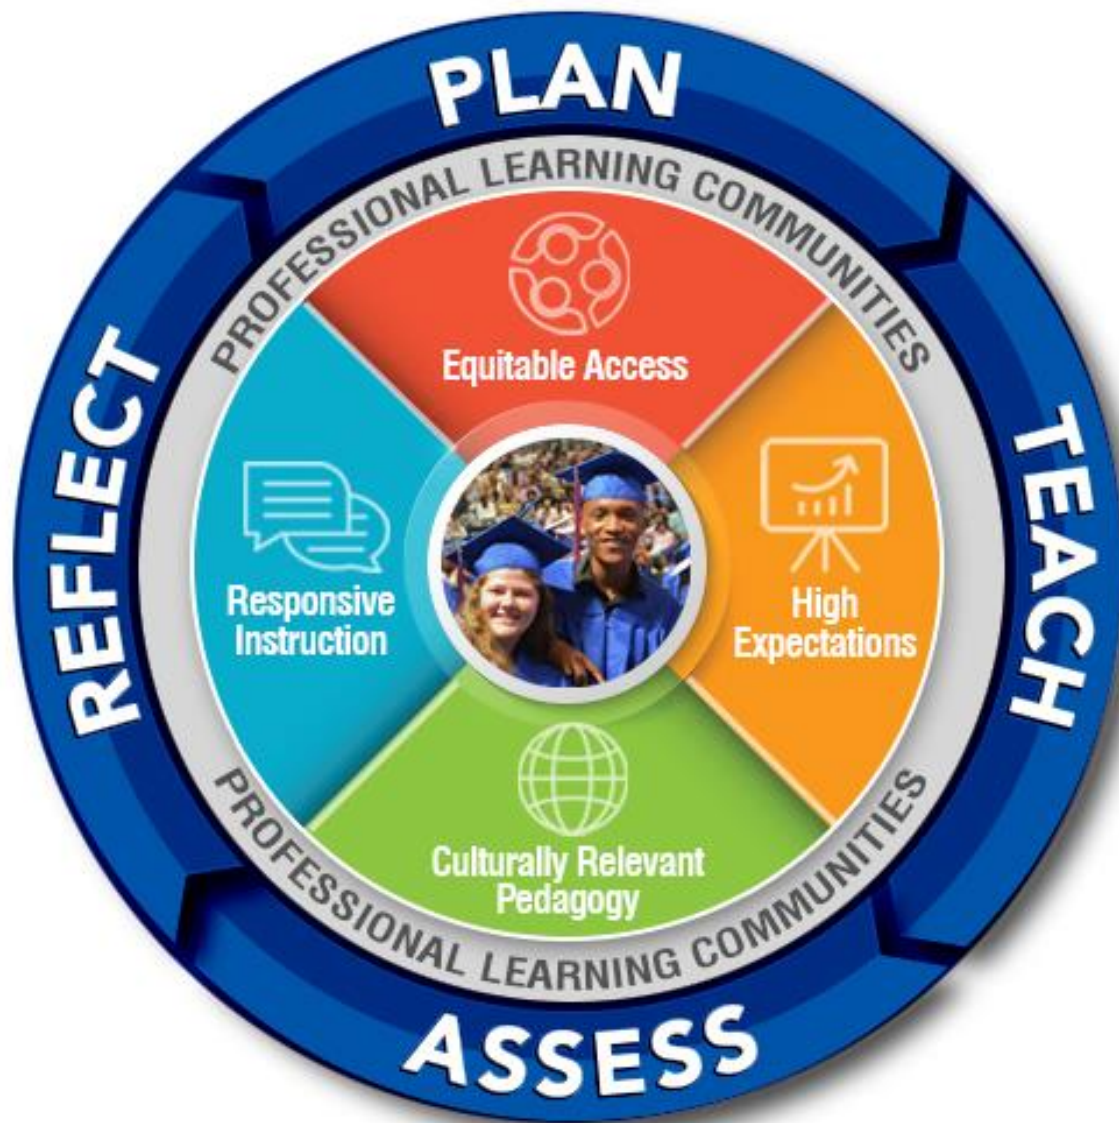 PLAN
PROFESSIONAL LEARNING COMMUNITIES
Equitable Access
REFLECT
TEACH
Responsive
Instruction
High
Expectations
Culturally Relevant
Pedagogy
PROFESSIONAL LEARNING COMMUNITIES
ASSESS